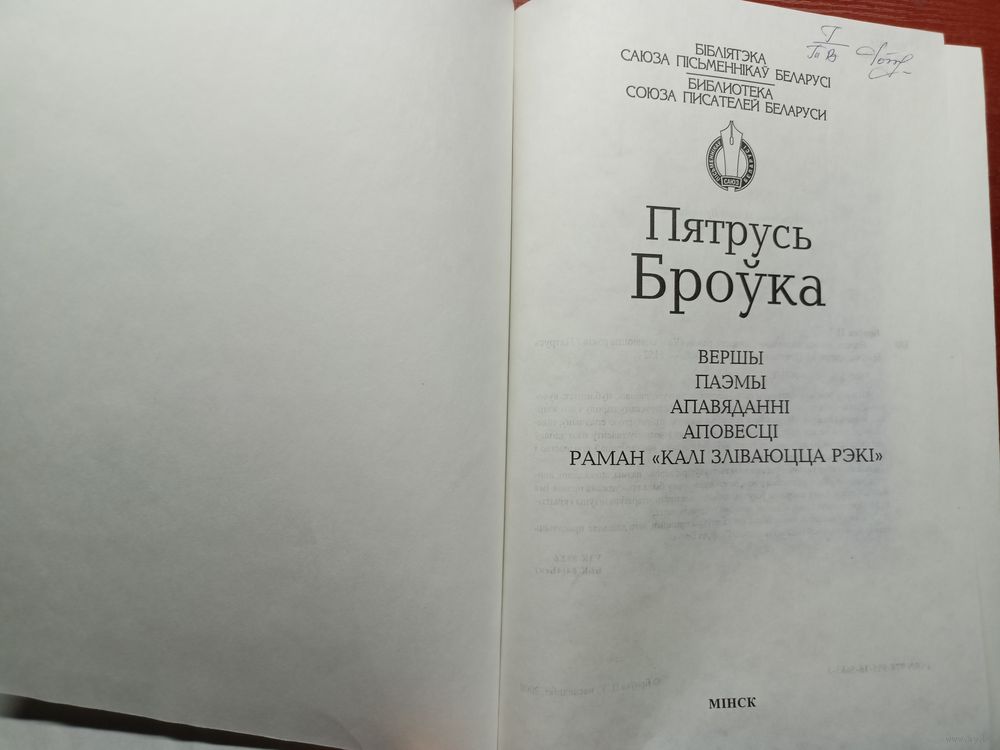 БІБЛІЯТЭКА
САЮЗА ПІСЬМЕННІКАЎ БЕЛАРУСІ
БИБЛИОТЕКА
СОЮЗА ПИСАТЕЛЕЙ БЕЛАРУСИ
САЮЗ
Пятрусь
Броўка
ВЕРШЫ
ПАЭМЫ
АПАВЯДАННІ
АПОВЕСЦІ
РАМАН «КАЛІ ЗЛІВАЮЦЦА РЭКІ»
МІНСК